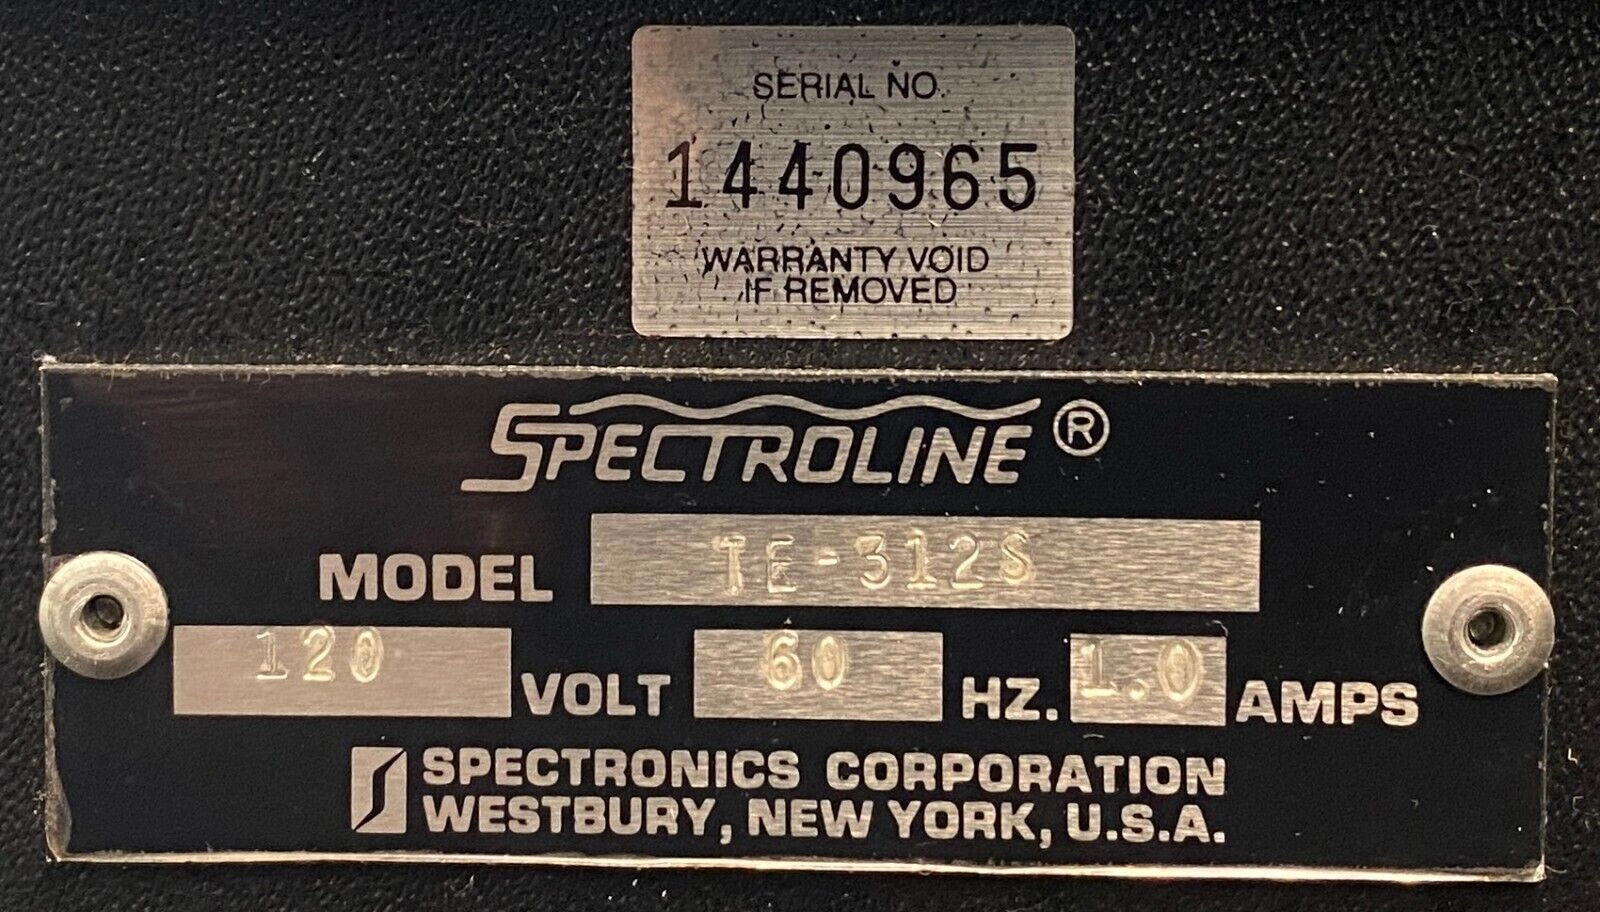 SERIAL NO.
1440965
WARRANTY VOID
IF REMOVED
SPECTROLINE®
MODEL TE-312S
120 VOLT 60 HZ. 1.0 AMPS
SPECTRONICS CORPORATION
WESTBURY, NEW YORK, U.S.A.